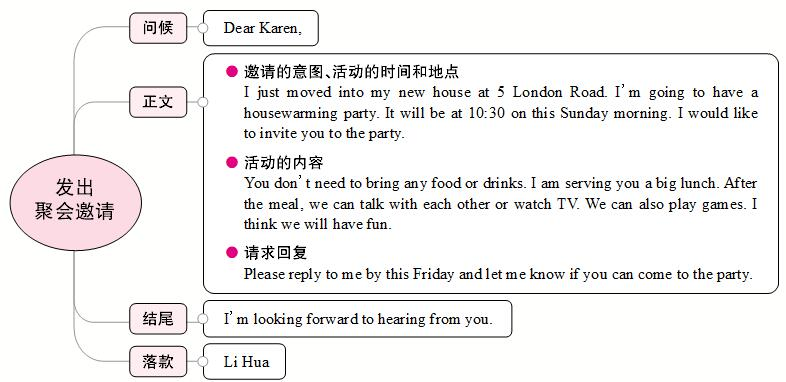 问候
Dear Karen,
正文
邀请的意图、活动的时间和地点
I just moved into my new house at 5 London Road. I'm going to have a
housewarming party. It will be at 10:30 on this Sunday morning. I would like
to invite you to the party.
活动的内容
You don't need to bring any food or drinks. I am serving you a big lunch. After
the meal, we can talk with each other or watch TV. We can also play games. I
think we will have fun.
请求回复
Please reply to me by this Friday and let me know if you can come to the party.
发出
聚会邀请
结尾
I'm looking forward to hearing from you.
落款
Li Hua